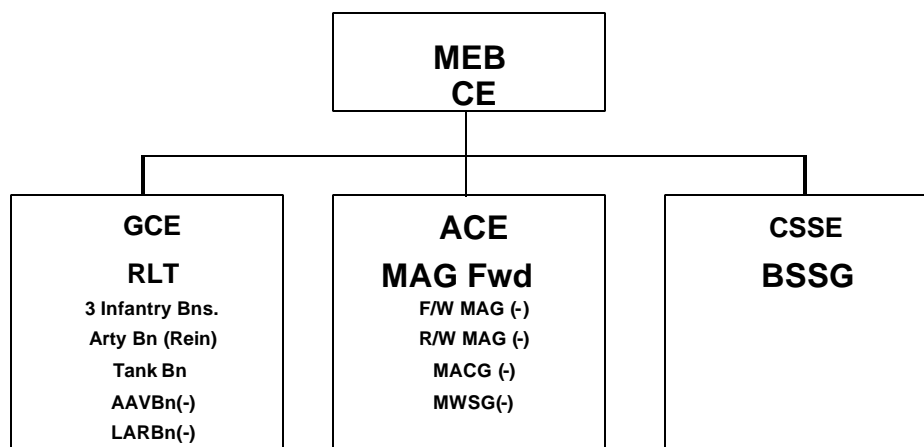 MEB
CE
GCE
RLT
3 Infantry Bns.
Arty Bn (Rein)
Tank Bn
AAVBn(-)
LARBn(-)
ACE
MAG Fwd
F/W MAG (-)
R/W MAG (-)
MACG (-)
MWSG(-)
CSSE
BSSG